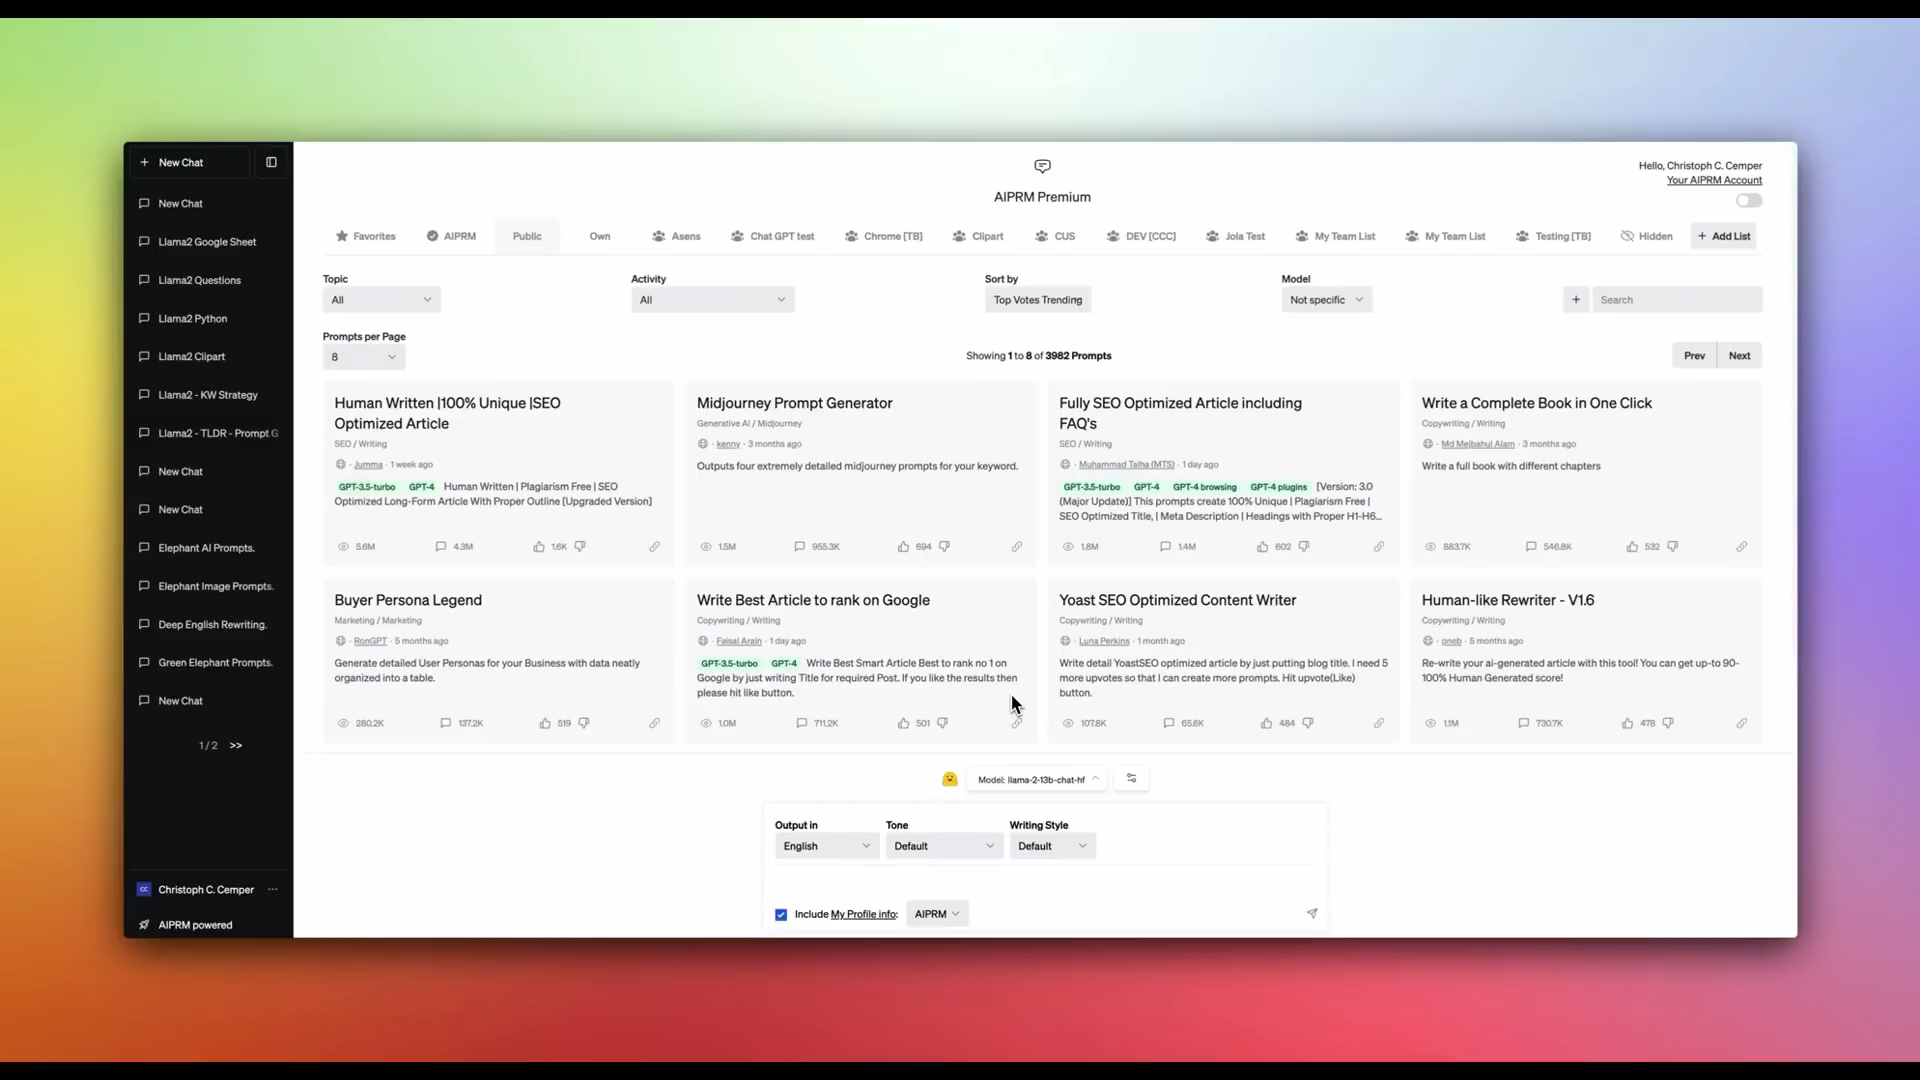 New Chat
New Chat
Llama2 Google Sheet
Llama2 Questions
Llama2 Python
Llama2 Clipart
Llama2 - KW Strategy
Llama2 - TLDR - Prompt G
New Chat
New Chat
Elephant AI Prompts.
Elephant Image Prompts.
Deep English Rewriting.
Green Elephant Prompts.
New Chat
1 / 2 >>
CC Christoph C. Cemper ...
AIPRM powered
AIPRM Premium
Hello, Christoph C. Cemper
Your AIPRM Account
Favorites AIPRM Public Own Asens Chat GPT test Chrome [TB] Clipart CUS DEV [CCC] Jola Test My Team List My Team List Testing [TB] Hidden + Add List
Topic Activity Sort by Model
All All Top Votes Trending Not specific + Search
Prompts per Page
8 Showing 1 to 8 of 3982 Prompts Prev Next
Human Written |100% Unique |SEO
Optimized Article
SEO / Writing
· Jumma · 1 week ago
GPT-3.5-turbo GPT-4 Human Written | Plagiarism Free | SEO
Optimized Long-Form Article With Proper Outline [Upgraded Version]
5.6M 4.3M 1.6K
Midjourney Prompt Generator
Generative AI / Midjourney
· kenny · 3 months ago
Outputs four extremely detailed midjourney prompts for your keyword.
1.5M 955.3K 694
Fully SEO Optimized Article including
FAQ's
SEO / Writing
· Muhammad Talha (MTS) · 1 day ago
GPT-3.5-turbo GPT-4 GPT-4 browsing GPT-4 plugins [Version: 3.0
(Major Update)] This prompts create 100% Unique | Plagiarism Free |
SEO Optimized Title, | Meta Description | Headings with Proper H1-H6...
1.8M 1.4M 602
Write a Complete Book in One Click
Copywriting / Writing
· Md Mejbahul Alam · 3 months ago
Write a full book with different chapters
883.7K 546.8K 532
Buyer Persona Legend
Marketing / Marketing
· RonGPT · 5 months ago
Generate detailed User Personas for your Business with data neatly
organized into a table.
280.2K 137.2K 519
Write Best Article to rank on Google
Copywriting / Writing
· Faisal Arain · 1 day ago
GPT-3.5-turbo GPT-4 Write Best Smart Article Best to rank no 1 on
Google by just writing Title for required Post. If you like the results then
please hit like button.
1.0M 711.2K 501
Yoast SEO Optimized Content Writer
Copywriting / Writing
· Luna Perkins · 1 month ago
Write detail YoastSEO optimized article by just putting blog title. I need 5
more upvotes so that I can create more prompts. Hit upvote(Like)
button.
107.8K 65.6K 484
Human-like Rewriter - V1.6
Copywriting / Writing
· pneb · 5 months ago
Re-write your ai-generated article with this tool! You can get up-to 90-
100% Human Generated score!
1.1M 730.7K 478
Model: llama-2-13b-chat-hf
Output in Tone Writing Style
English Default Default
Include My Profile info: AIPRM